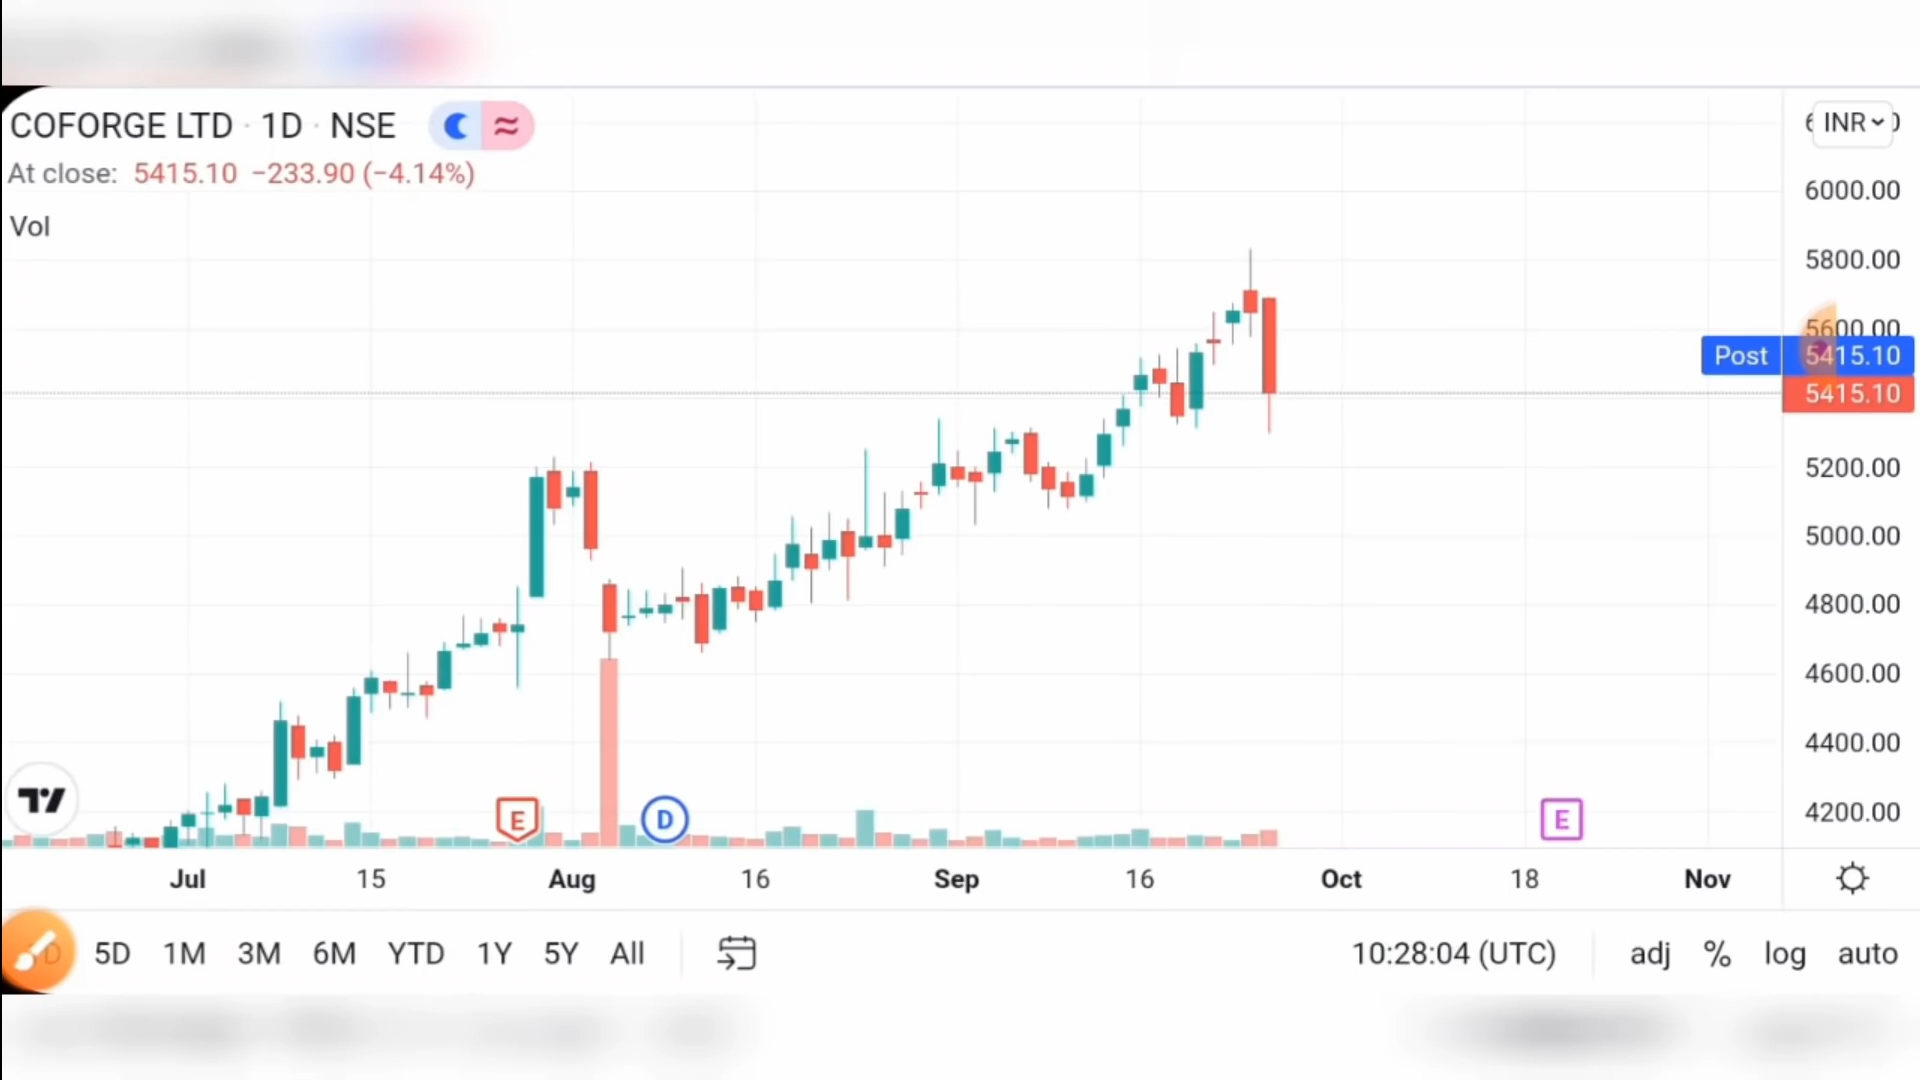 COFORGE LTD · 1D · NSE
INR
At close: 5415.10 −233.90 (−4.14%)
Vol
6000.00
5800.00
5600.00
Post 5415.10
5415.10
5200.00
5000.00
4800.00
4600.00
4400.00
4200.00
E
D
E
Jul 15 Aug 16 Sep 16 Oct 18 Nov
5D 1M 3M 6M YTD 1Y 5Y All 10:28:04 (UTC) adj % log auto